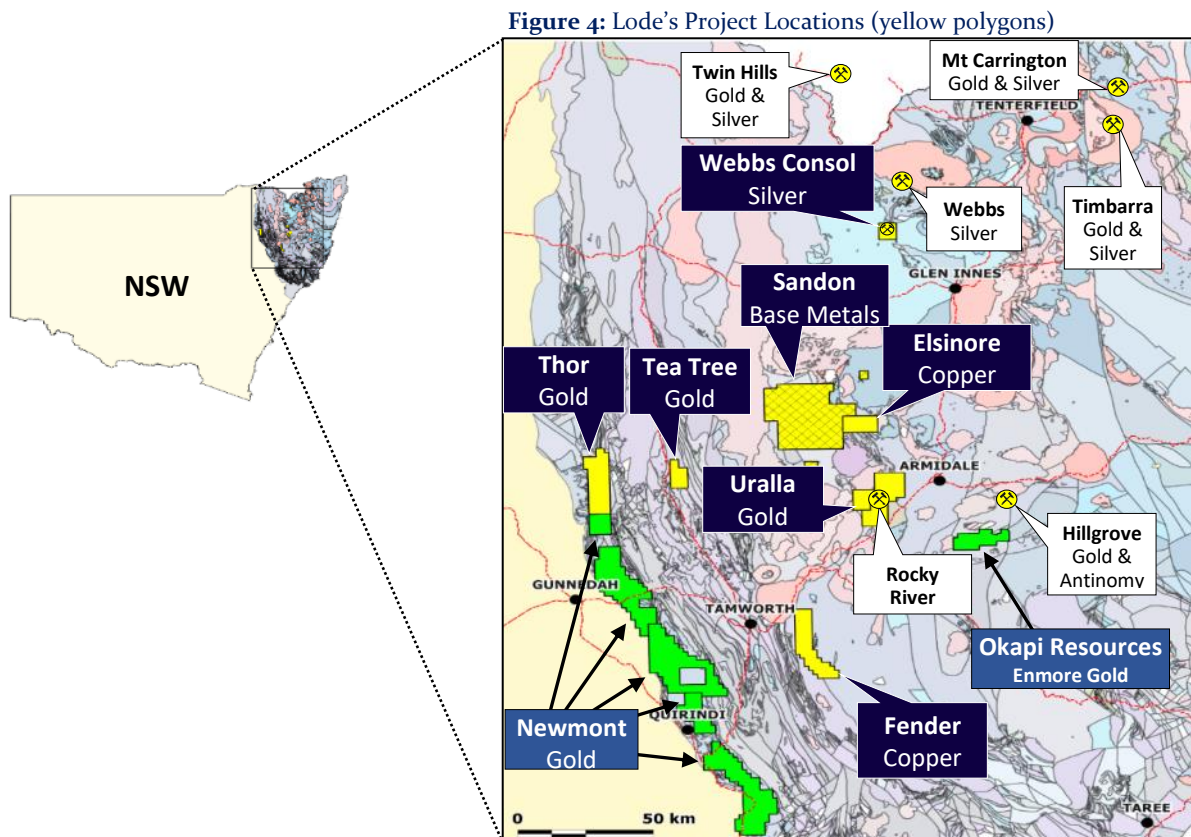 Figure 4: Lode's Project Locations (yellow polygons)
NSW
Twin Hills
Gold &
Silver
Mt Carrington
Gold & Silver
TENTERFIELD
Webbs Consol
Silver
Webbs
Silver
Timbarra
Gold &
Silver
GLEN INNES
Sandon
Base Metals
Elsinore
Copper
Thor
Gold
Tea Tree
Gold
ARMIDALE
Uralla
Gold
Rocky
River
Hillgrove
Gold &
Antinomy
GUNNEDAH
TAMWORTH
Okapi Resources
Enmore Gold
Newmont
Gold
QUIRINDI
Fender
Copper
TAREE
0
50 km